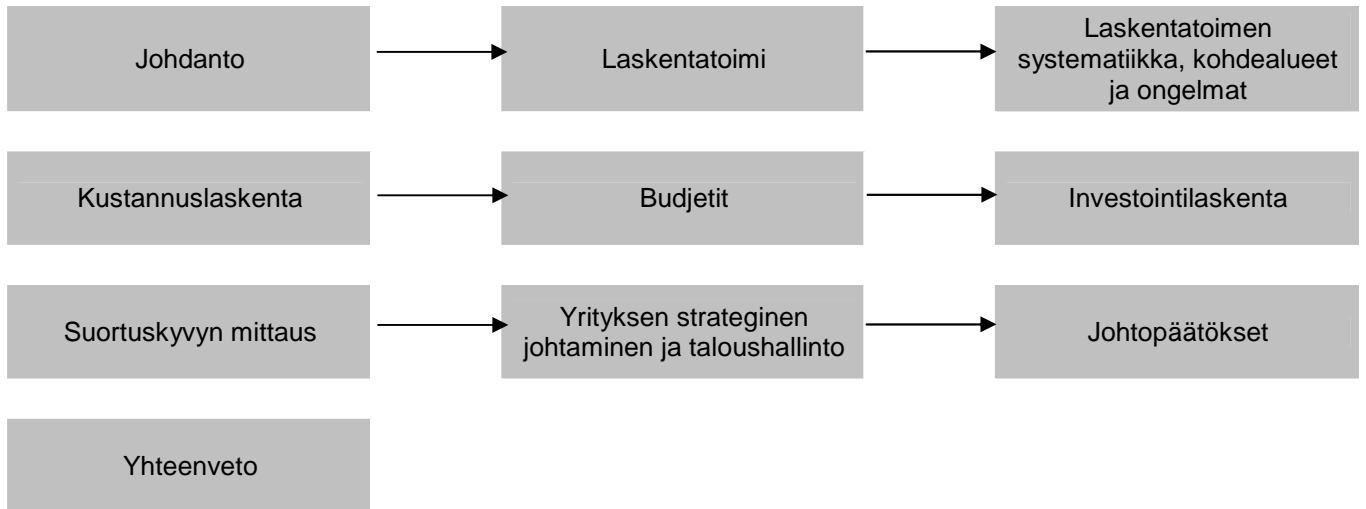 Johdanto
Laskentatoimi
Laskentatoimen
systematiikka, kohdealueet
ja ongelmat
Kustannuslaskenta
Budjetit
Investointilaskenta
Suortuskyvyn mittaus
Yrityksen strateginen
johtaminen ja taloushallinto
Johtopäätökset
Yhteenveto